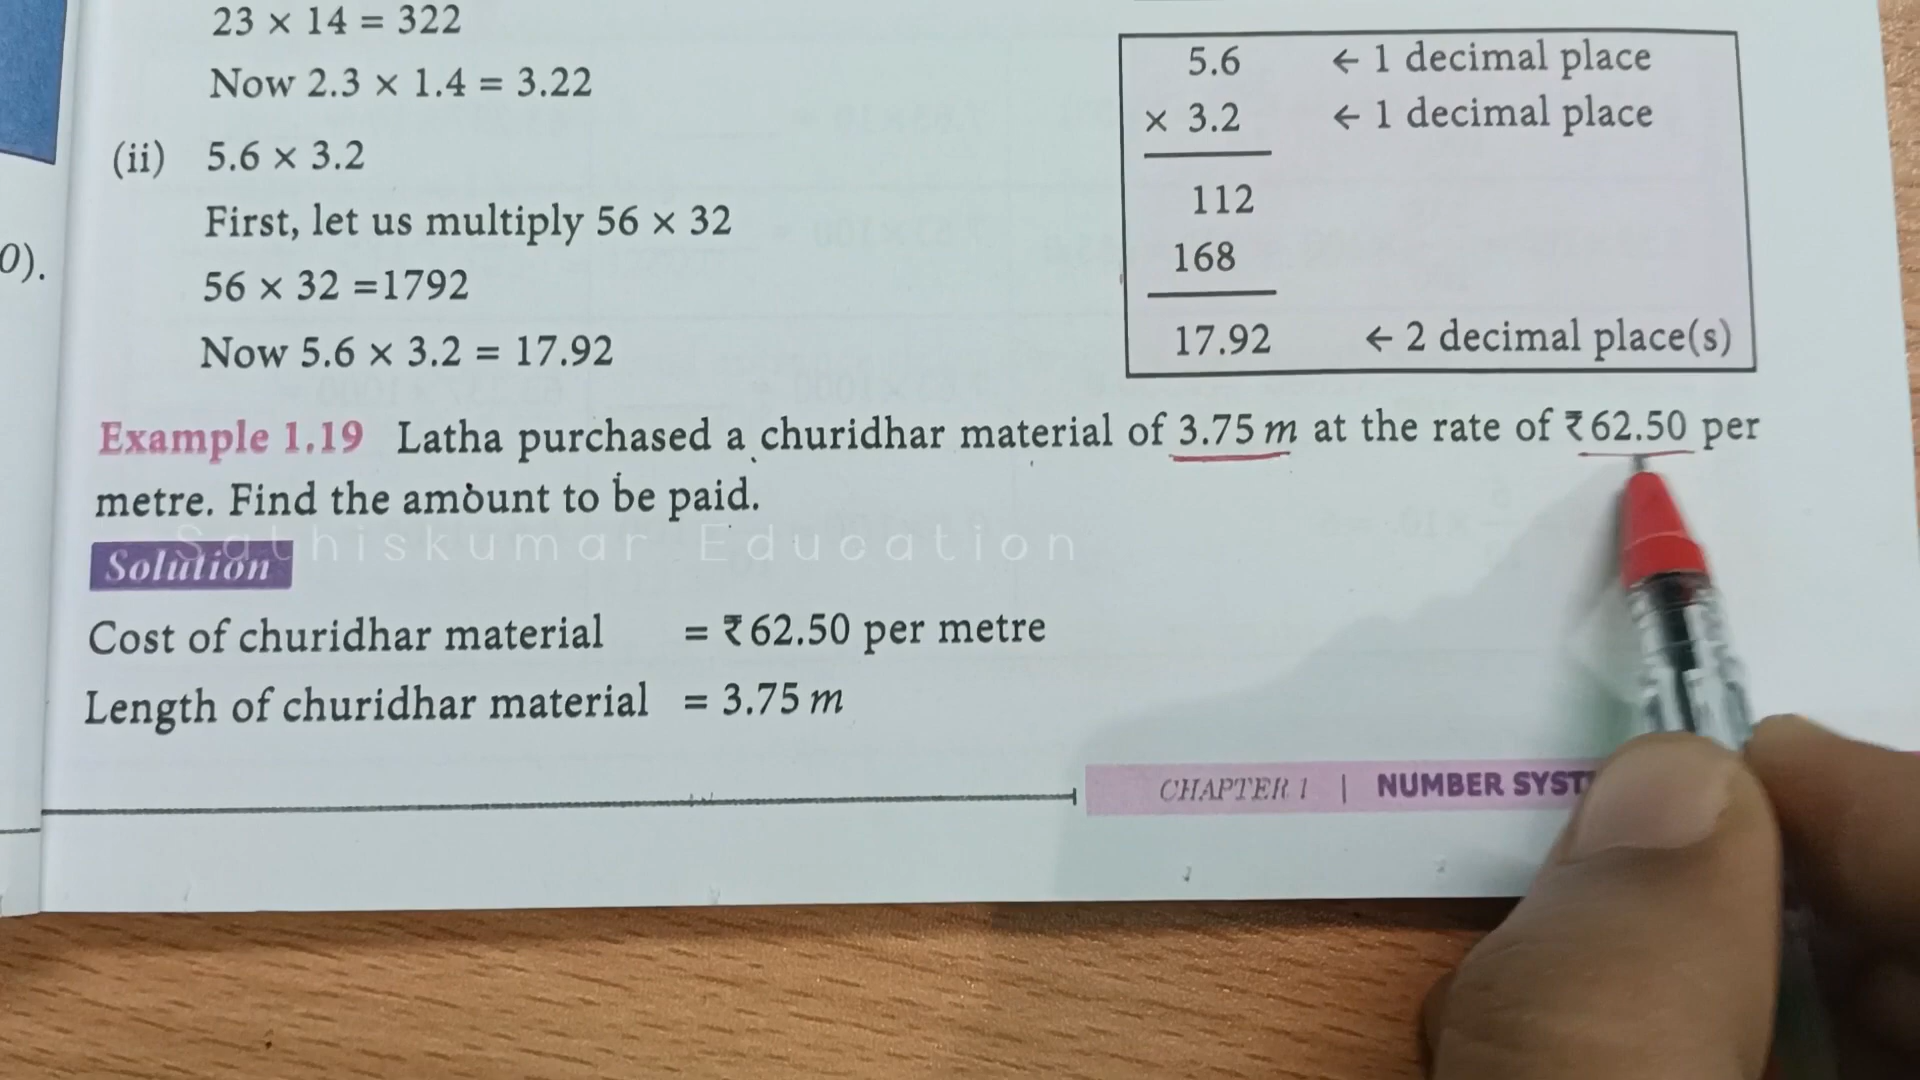 23 × 14 = 322
Now 2.3 × 1.4 = 3.22
(ii) 5.6 × 3.2
First, let us multiply 56 × 32
0).
56 × 32 =1792
Now 5.6 × 3.2 = 17.92
5.6 ← 1 decimal place
× 3.2 ← 1 decimal place
112
168
17.92 ← 2 decimal place(s)
Example 1.19 Latha purchased a churidhar material of 3.75 m at the rate of ₹62.50 per
metre. Find the amount to be paid.
Sathiskumar Education
Solution
Cost of churidhar material = ₹62.50 per metre
Length of churidhar material = 3.75 m
CHAPTER 1 | NUMBER SYST